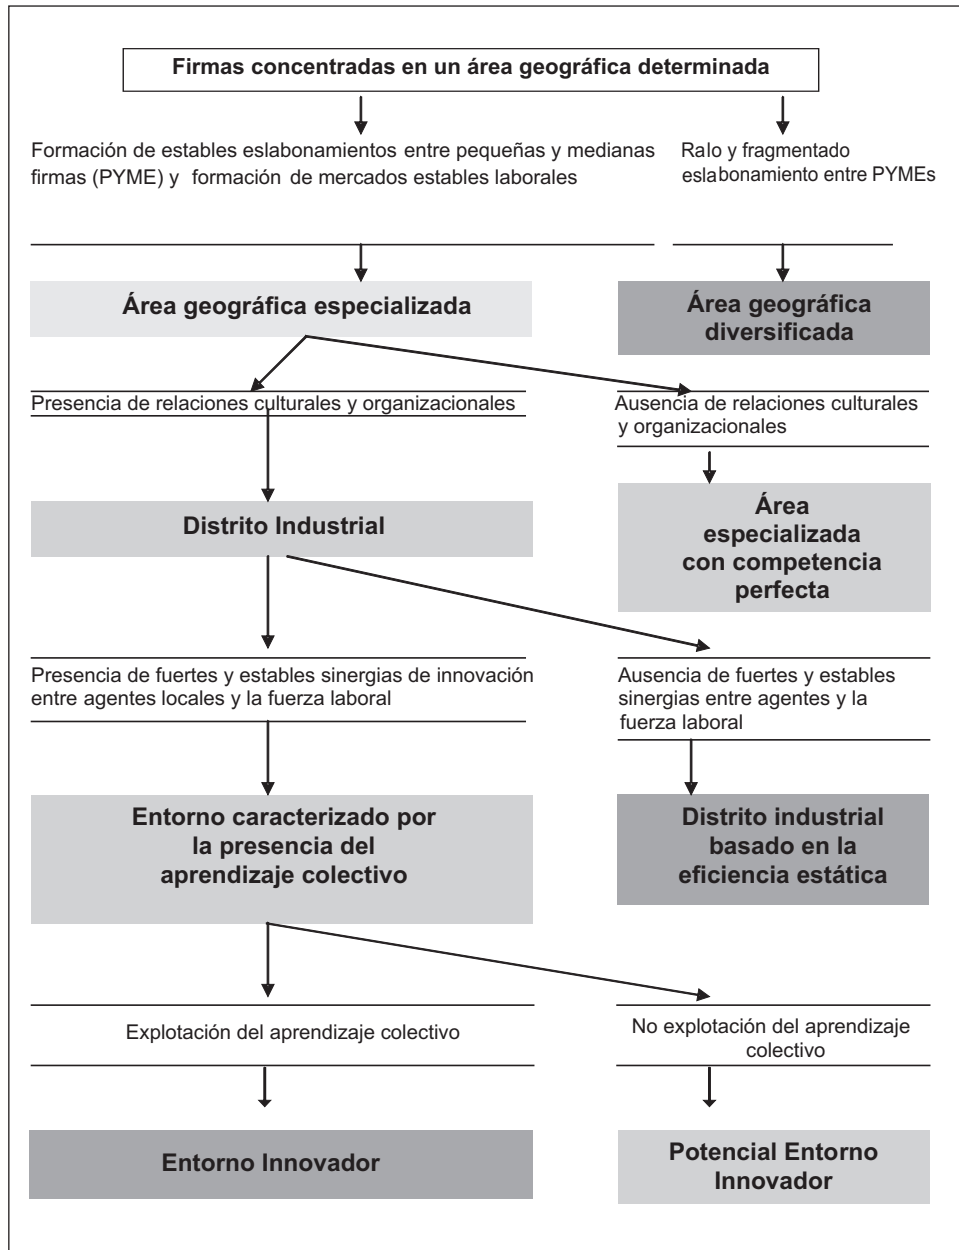 Firmas concentradas en un área geográfica determinada
Formación de estables eslabonamientos entre pequeñas y medianas
firmas (PYME) y formación de mercados estables laborales
Ralo y fragmentado
eslabonamiento entre PYMEs
Área geográfica especializada
Área geográfica
diversificada
Presencia de relaciones culturales y organizacionales
Ausencia de relaciones culturales
y organizacionales
Distrito Industrial
Área
especializada
con competencia
perfecta
Presencia de fuertes y estables sinergias de innovación
entre agentes locales y la fuerza laboral
Ausencia de fuertes y estables
sinergias entre agentes y la
fuerza laboral
Entorno caracterizado por
la presencia del
aprendizaje colectivo
Distrito industrial
basado en la
eficiencia estática
Explotación del aprendizaje colectivo
No explotación del aprendizaje
colectivo
Entorno Innovador
Potencial Entorno
Innovador